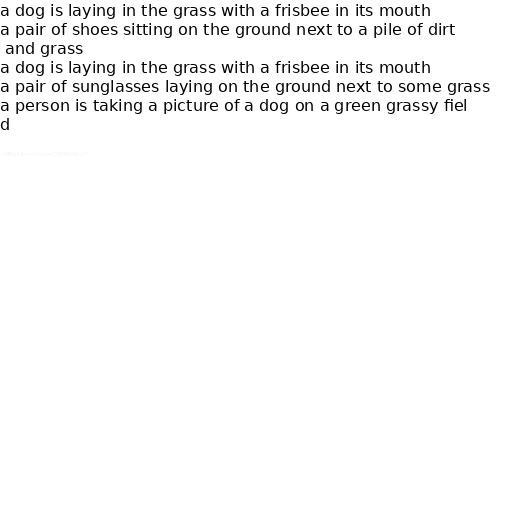 a dog is laying in the grass with a frisbee in its mouth
a pair of shoes sitting on the ground next to a pile of dirt
and grass
a dog is laying in the grass with a frisbee in its mouth
a pair of sunglasses laying on the ground next to some grass
a person is taking a picture of a dog on a green grassy fiel
d